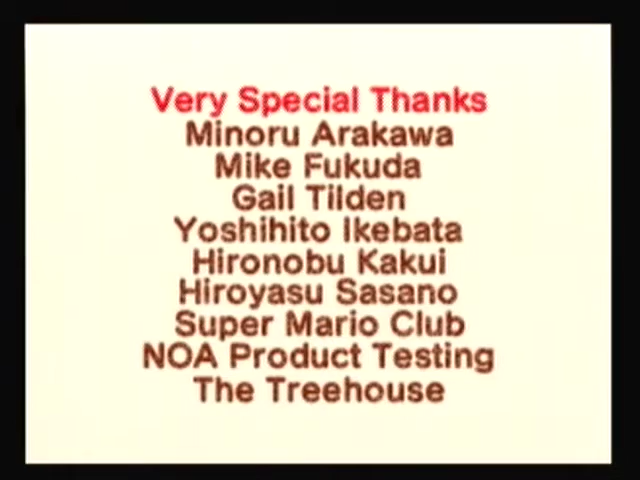 Very Special Thanks
Minoru Arakawa
Mike Fukuda
Gail Tilden
Yoshihito Ikebata
Hironobu Kakui
Hiroyasu Sasano
Super Mario Club
NOA Product Testing
The Treehouse